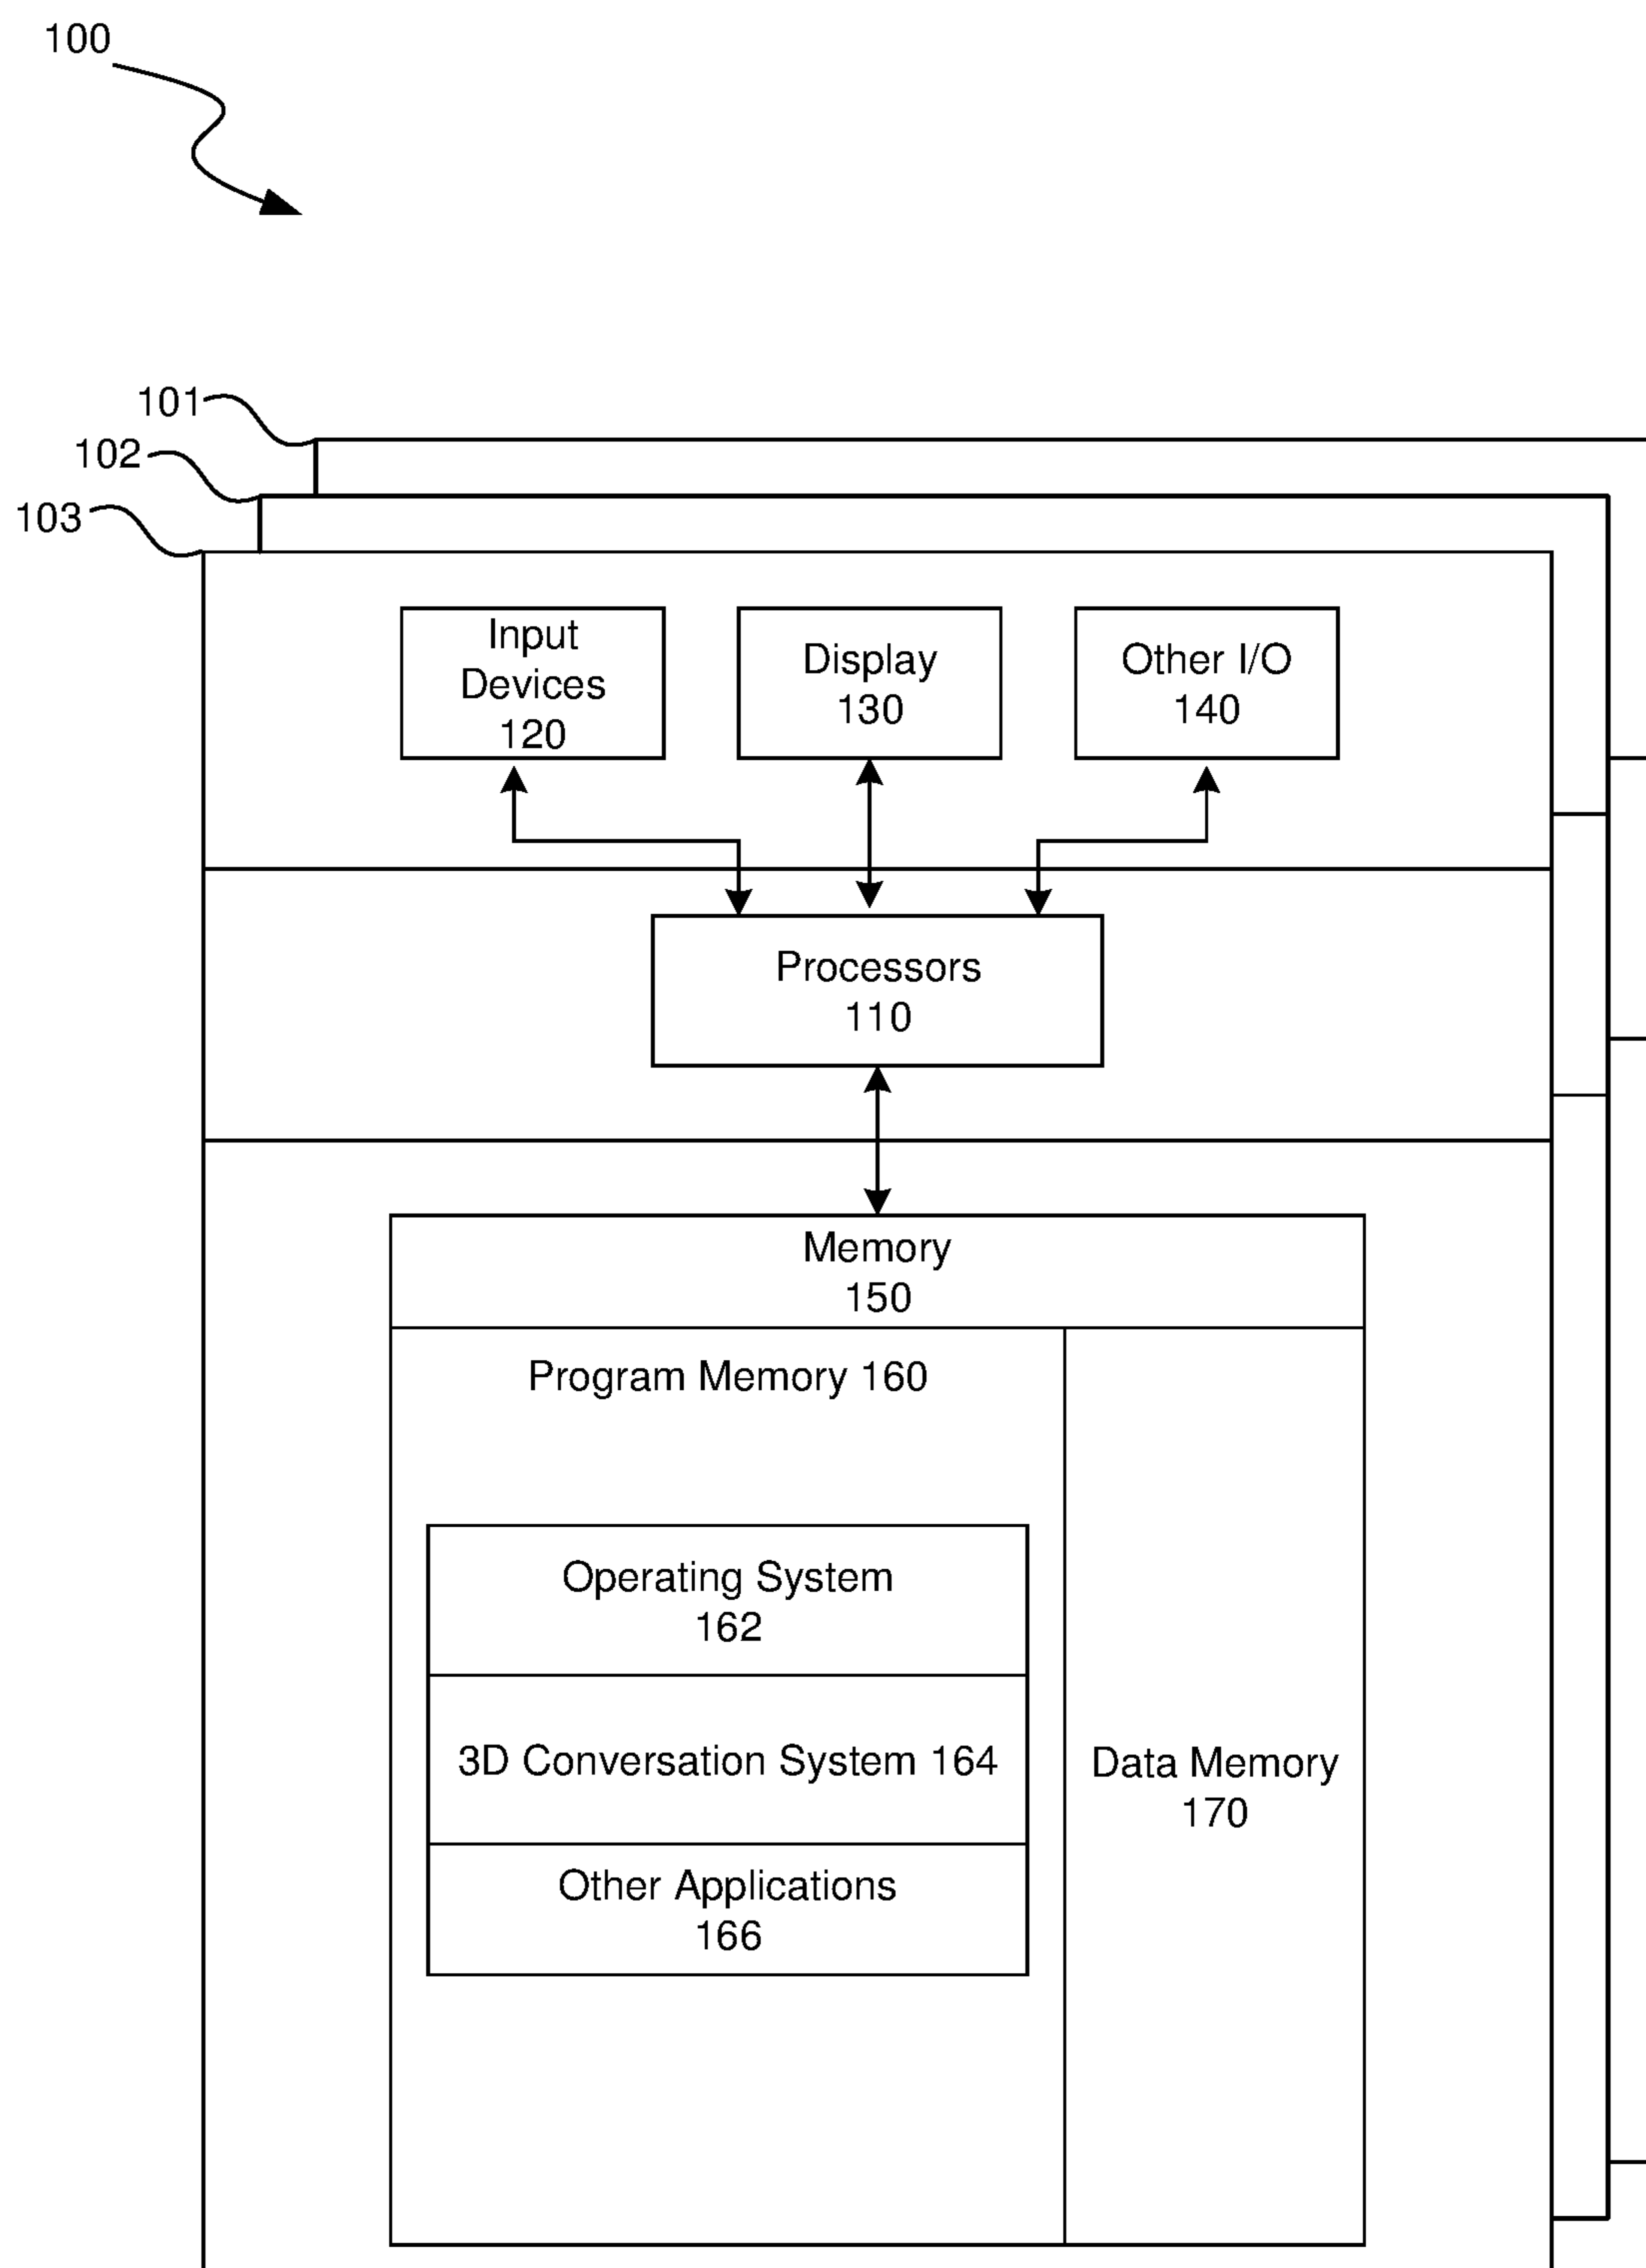 100
101
102
103
Input
Devices
120
Display
130
Other I/O
140
Processors
110
Memory
150
Program Memory 160
Operating System
162
3D Conversation System 164
Other Applications
166
Data Memory
170